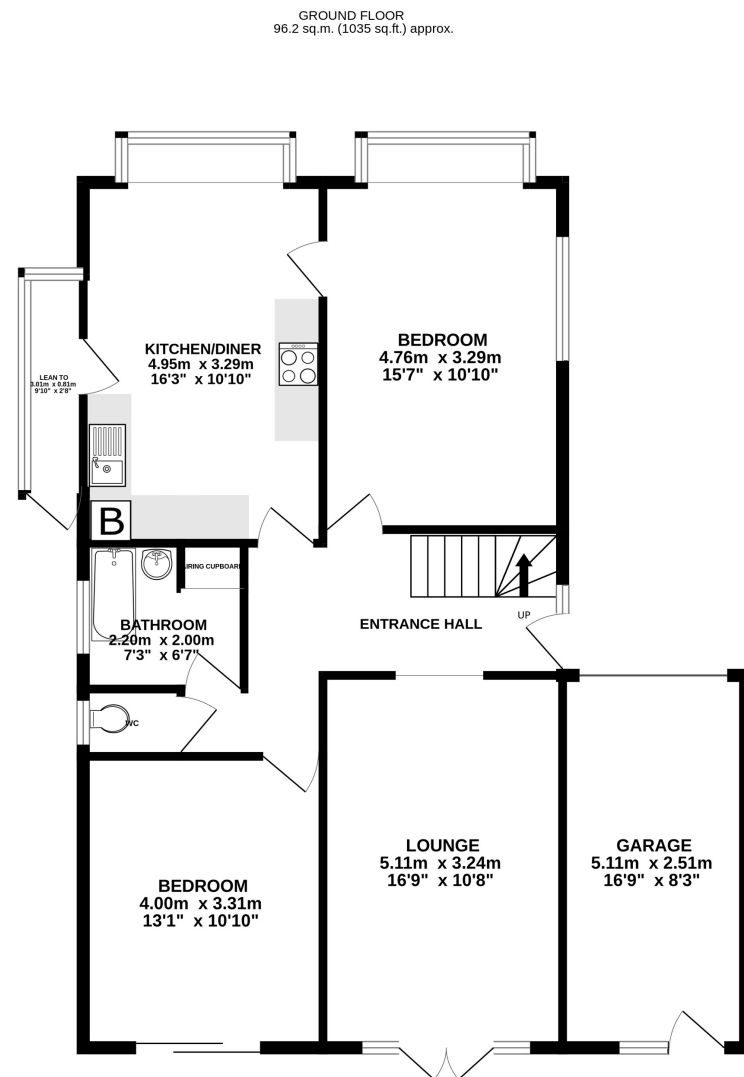 GROUND FLOOR
96.2 sq.m. (1035 sq.ft.) approx.
KITCHEN/DINER
4.95m x 3.29m
16'3" x 10'10"
BEDROOM
4.76m x 3.29m
15'7" x 10'10"
LEAN TO
3.01m x 0.81m
9'10" x 2'8"
B
AIRING CUPBOARD
BATHROOM
2.20m x 2.00m
7'3" x 6'7"
UP
ENTRANCE HALL
WC
BEDROOM
4.00m x 3.31m
13'1" x 10'10"
LOUNGE
5.11m x 3.24m
16'9" x 10'8"
GARAGE
5.11m x 2.51m
16'9" x 8'3"